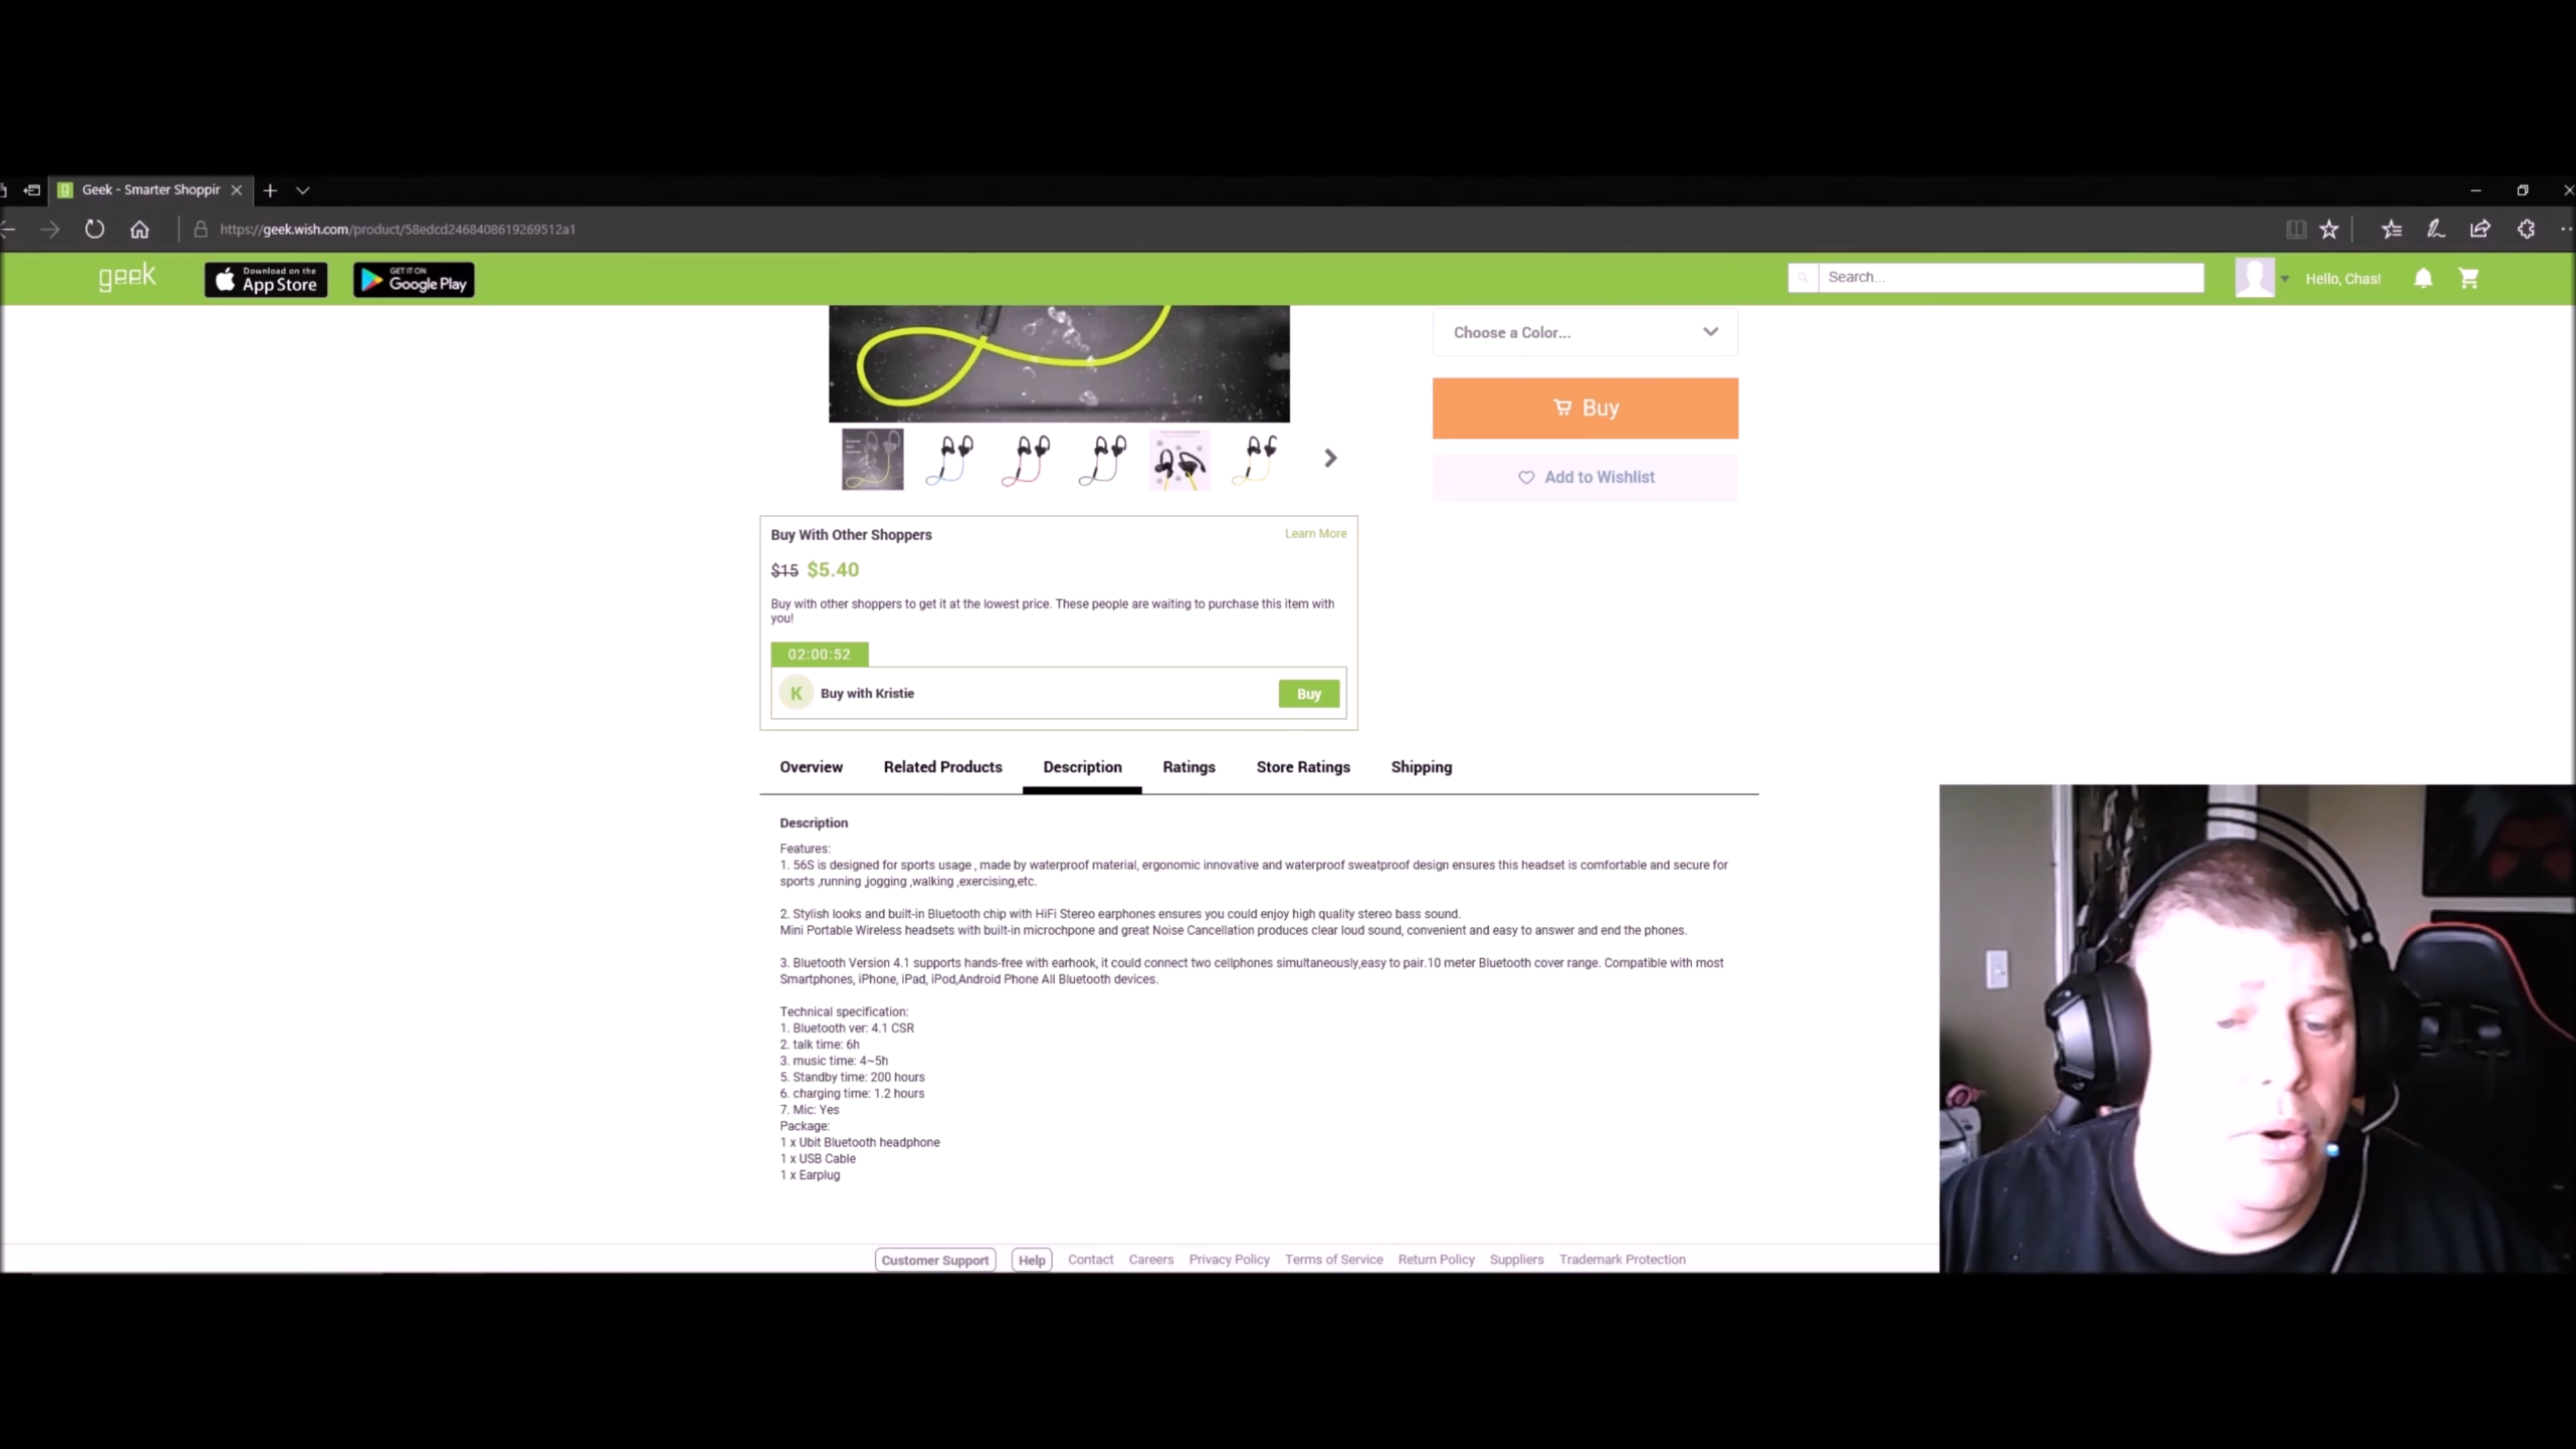 Geek - Smarter Shoppir
https://geek.wish.com/product/58edcd2468408619269512a1
geek
Download on the
App Store
GET IT ON
Google Play
Search...
Hello, Chas!
Choose a Color...
Buy
Add to Wishlist
Buy With Other Shoppers
Learn More
$15 $5.40
Buy with other shoppers to get it at the lowest price. These people are waiting to purchase this item with
you!
02:00:52
K
Buy with Kristie
Buy
Overview
Related Products
Description
Ratings
Store Ratings
Shipping
Description
Features:
1. 56S is designed for sports usage , made by waterproof material, ergonomic innovative and waterproof sweatproof design ensures this headset is comfortable and secure for
sports ,running ,jogging ,walking ,exercising,etc.
2. Stylish looks and built-in Bluetooth chip with HiFi Stereo earphones ensures you could enjoy high quality stereo bass sound.
Mini Portable Wireless headsets with built-in microchpone and great Noise Cancellation produces clear loud sound, convenient and easy to answer and end the phones.
3. Bluetooth Version 4.1 supports hands-free with earhook, it could connect two cellphones simultaneously,easy to pair.10 meter Bluetooth cover range. Compatible with most
Smartphones, iPhone, iPad, iPod,Android Phone All Bluetooth devices.
Technical specification:
1. Bluetooth ver: 4.1 CSR
2. talk time: 6h
3. music time: 4~5h
5. Standby time: 200 hours
6. charging time: 1.2 hours
7. Mic: Yes
Package:
1 x Ubit Bluetooth headphone
1 x USB Cable
1 x Earplug
Customer Support
Help
Contact
Careers
Privacy Policy
Terms of Service
Return Policy
Suppliers
Trademark Protection